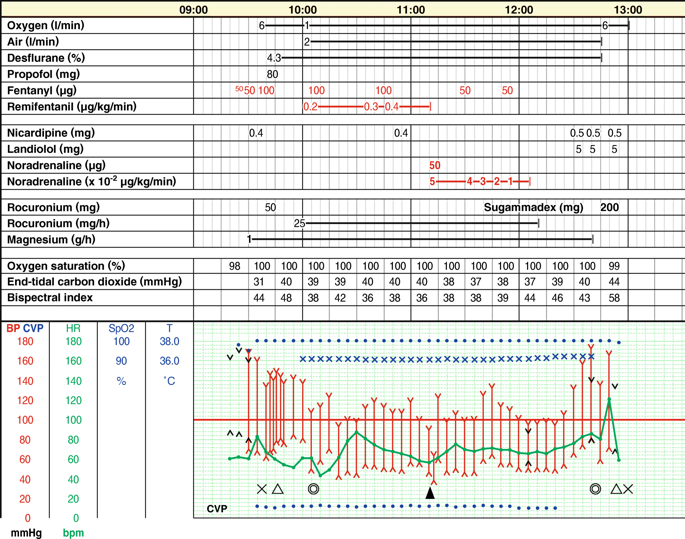 09:00 10:00 11:00 12:00 13:00
Oxygen (l/min) 6 1 6
Air (l/min) 2
Desflurane (%) 4.3
Propofol (mg) 80
Fentanyl (µg) 50 50 100 100 100 50 50
Remifentanil (µg/kg/min) 0.2 0.3 0.4
Nicardipine (mg) 0.4 0.4 0.5 0.5 0.5
Landiolol (mg) 5 5 5
Noradrenaline (µg) 50
Noradrenaline (x 10-2 µg/kg/min) 5 4 3 2 1
Rocuronium (mg) 50 Sugammadex (mg) 200
Rocuronium (mg/h) 25
Magnesium (g/h) 1
Oxygen saturation (%) 98 100 100 100 100 100 100 100 100 100 100 100 100 100 99
End-tidal carbon dioxide (mmHg) 31 40 39 39 40 40 40 38 37 38 37 39 40 44
Bispectral index 44 48 38 42 36 38 36 38 38 39 44 46 43 58
BP CVP HR SpO2 T
180 180 100 38.0
160 160 90 36.0
140 140 % °C
120 120
100 100
80 80
60 60
40 40
20 20
0 0 CVP
mmHg bpm